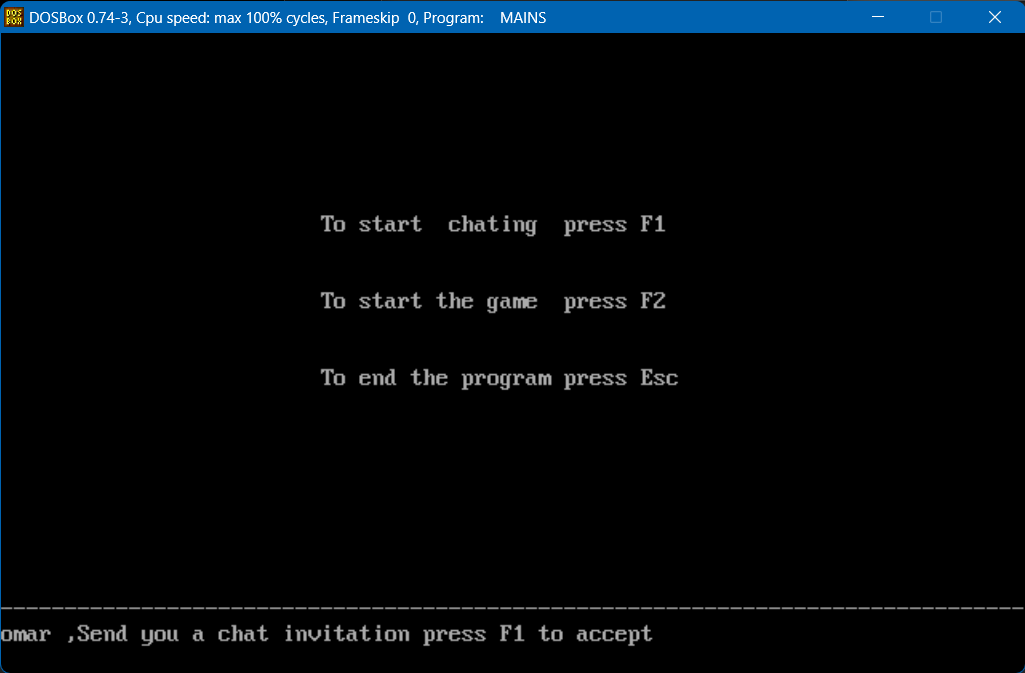 DOS BOX
DOSBox 0.74-3, Cpu speed: max 100% cycles, Frameskip  0, Program:    MAINS
To start  chating  press F1
To start the game  press F2
To end the program press Esc
--------------------------------------------------------------------------------
omar ,Send you a chat invitation press F1 to accept